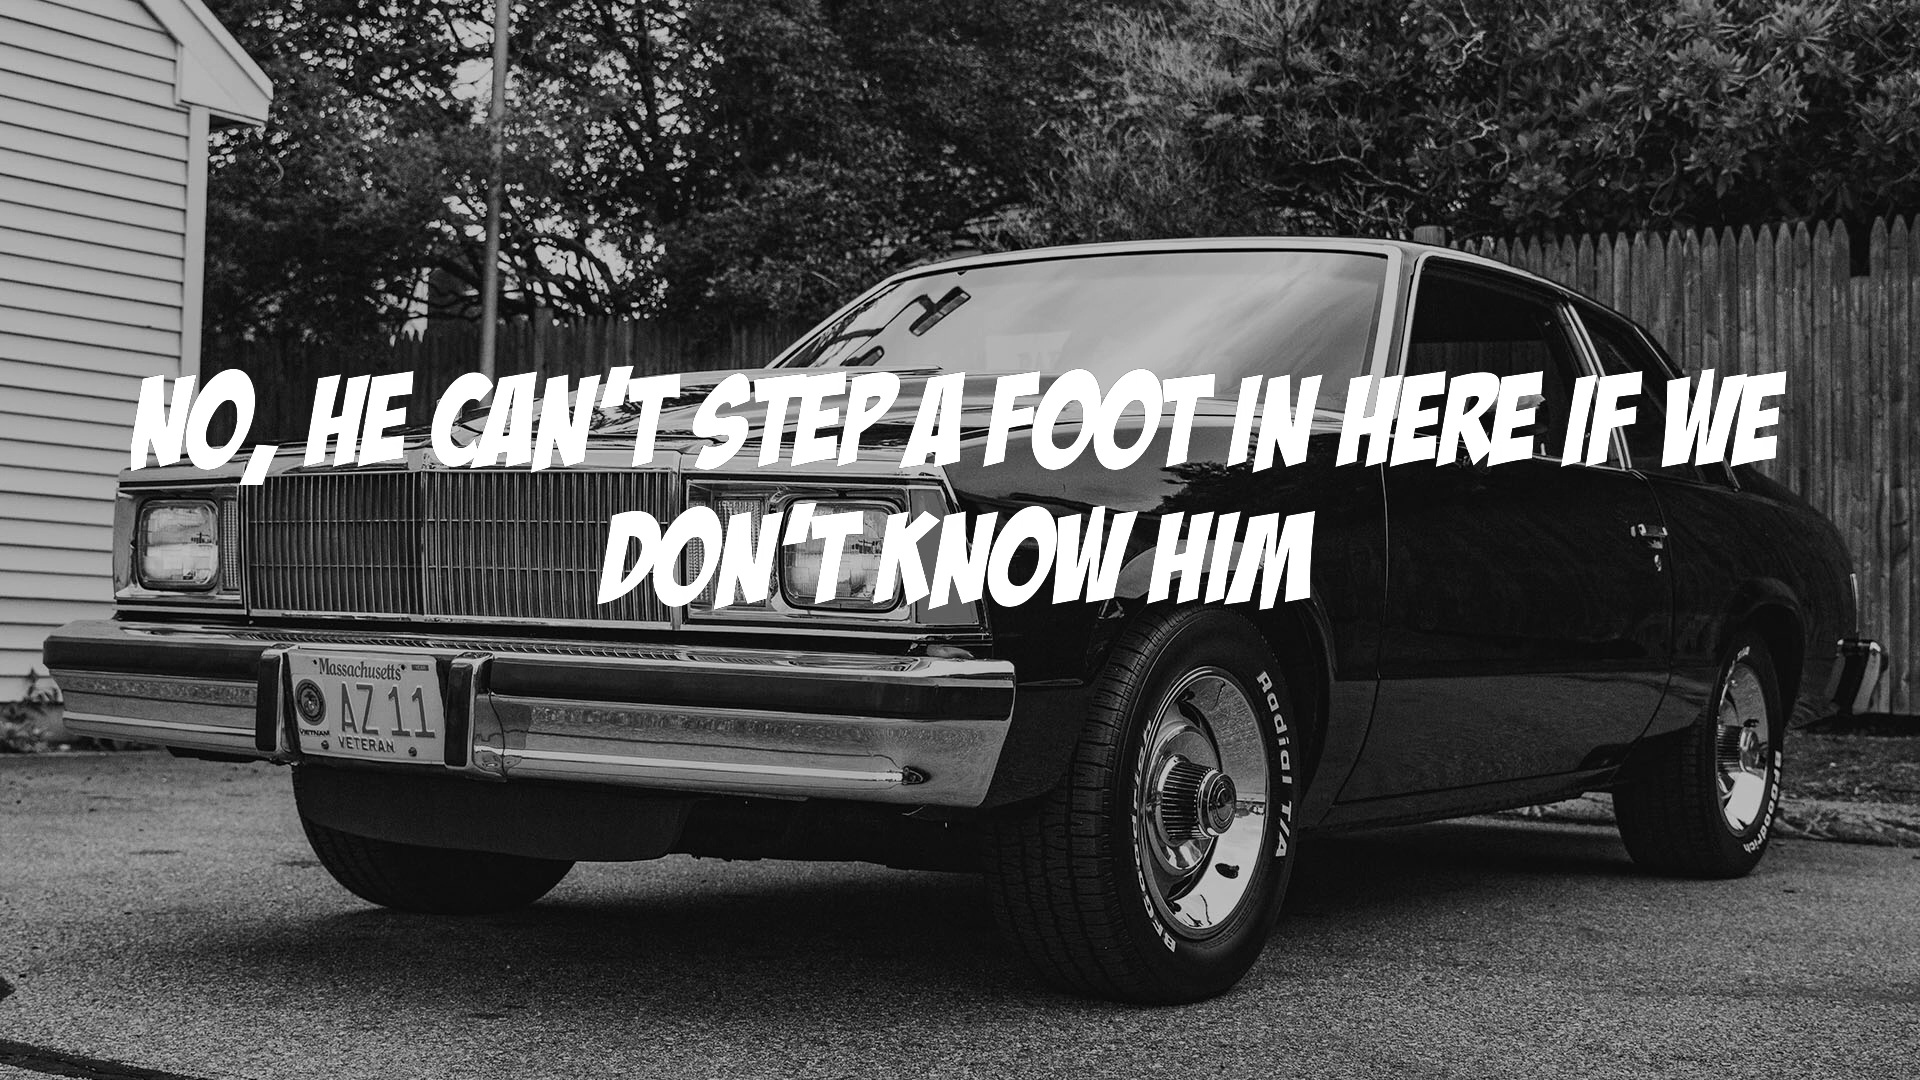 NO, HE CAN'T STEP A FOOT IN HERE IF WE
DON'T KNOW HIM
Massachusetts
AZ 11
VIETNAM
VETERAN
Radial T/A
BFGoodrich
BFGoodrich